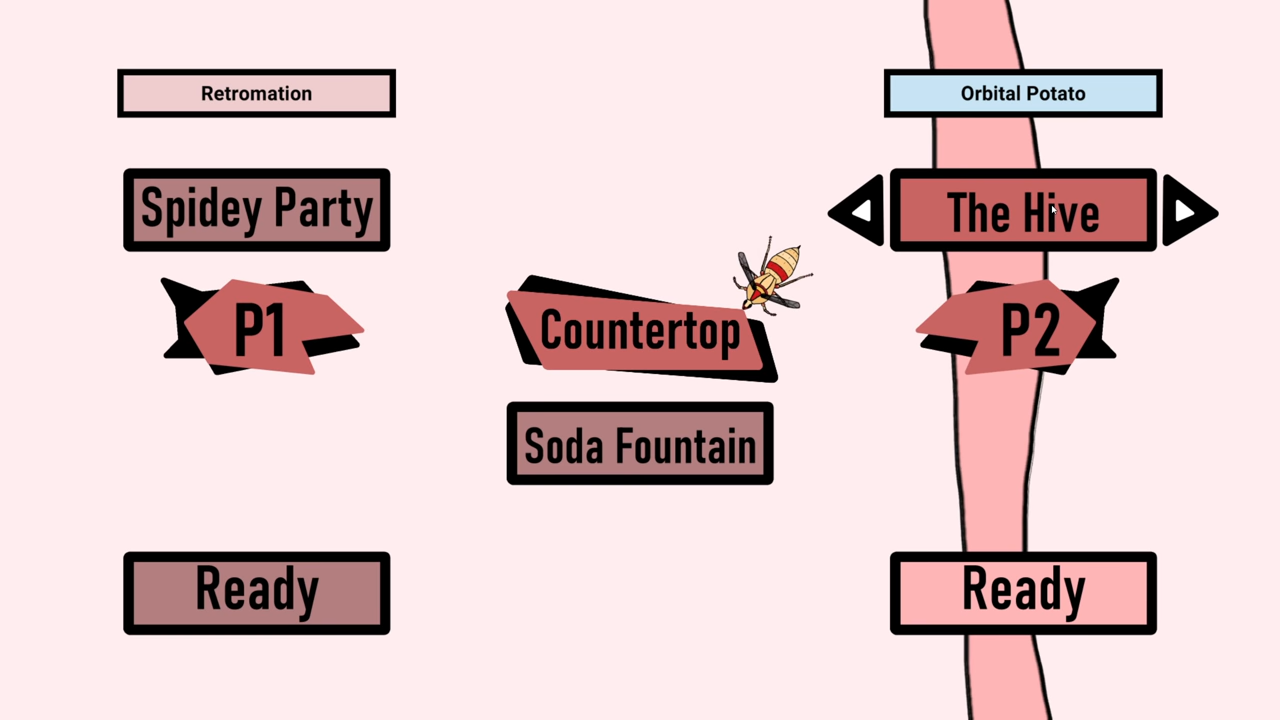 Retromation
Orbital Potato
Spidey Party
The Hive
P1
Countertop
P2
Soda Fountain
Ready
Ready